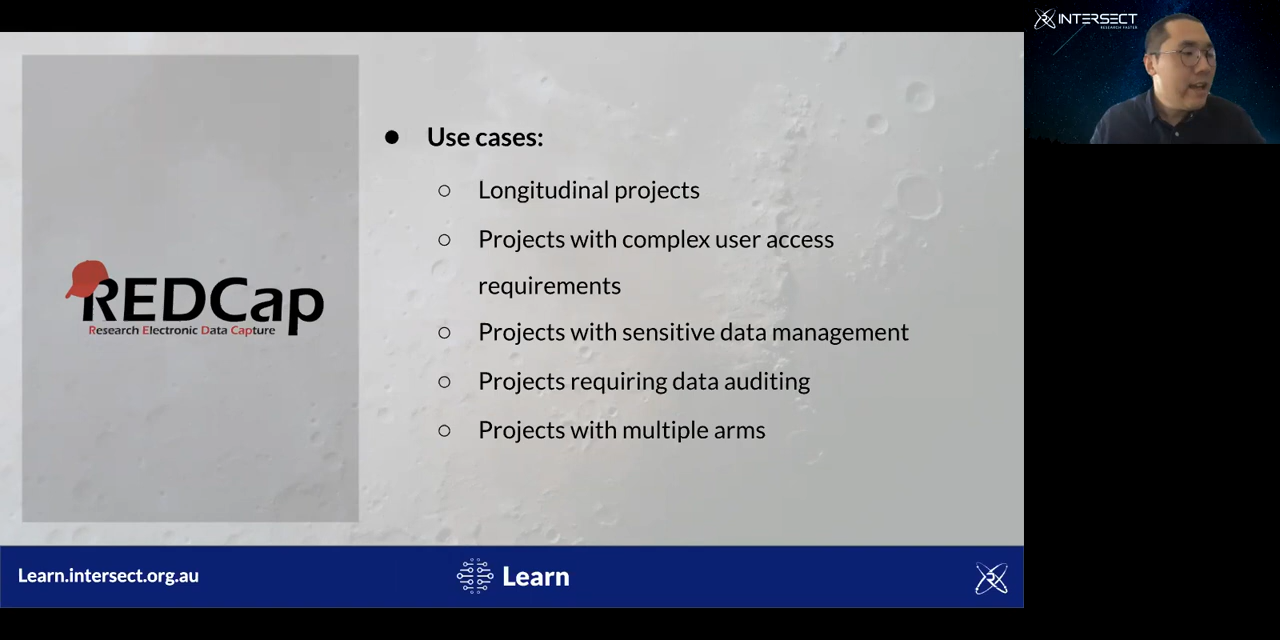 INTERSECT
RESEARCH FASTER
● Use cases:
○ Longitudinal projects
○ Projects with complex user access
requirements
○ Projects with sensitive data management
○ Projects requiring data auditing
○ Projects with multiple arms
REDCap
Research Electronic Data Capture
Learn.intersect.org.au
Learn